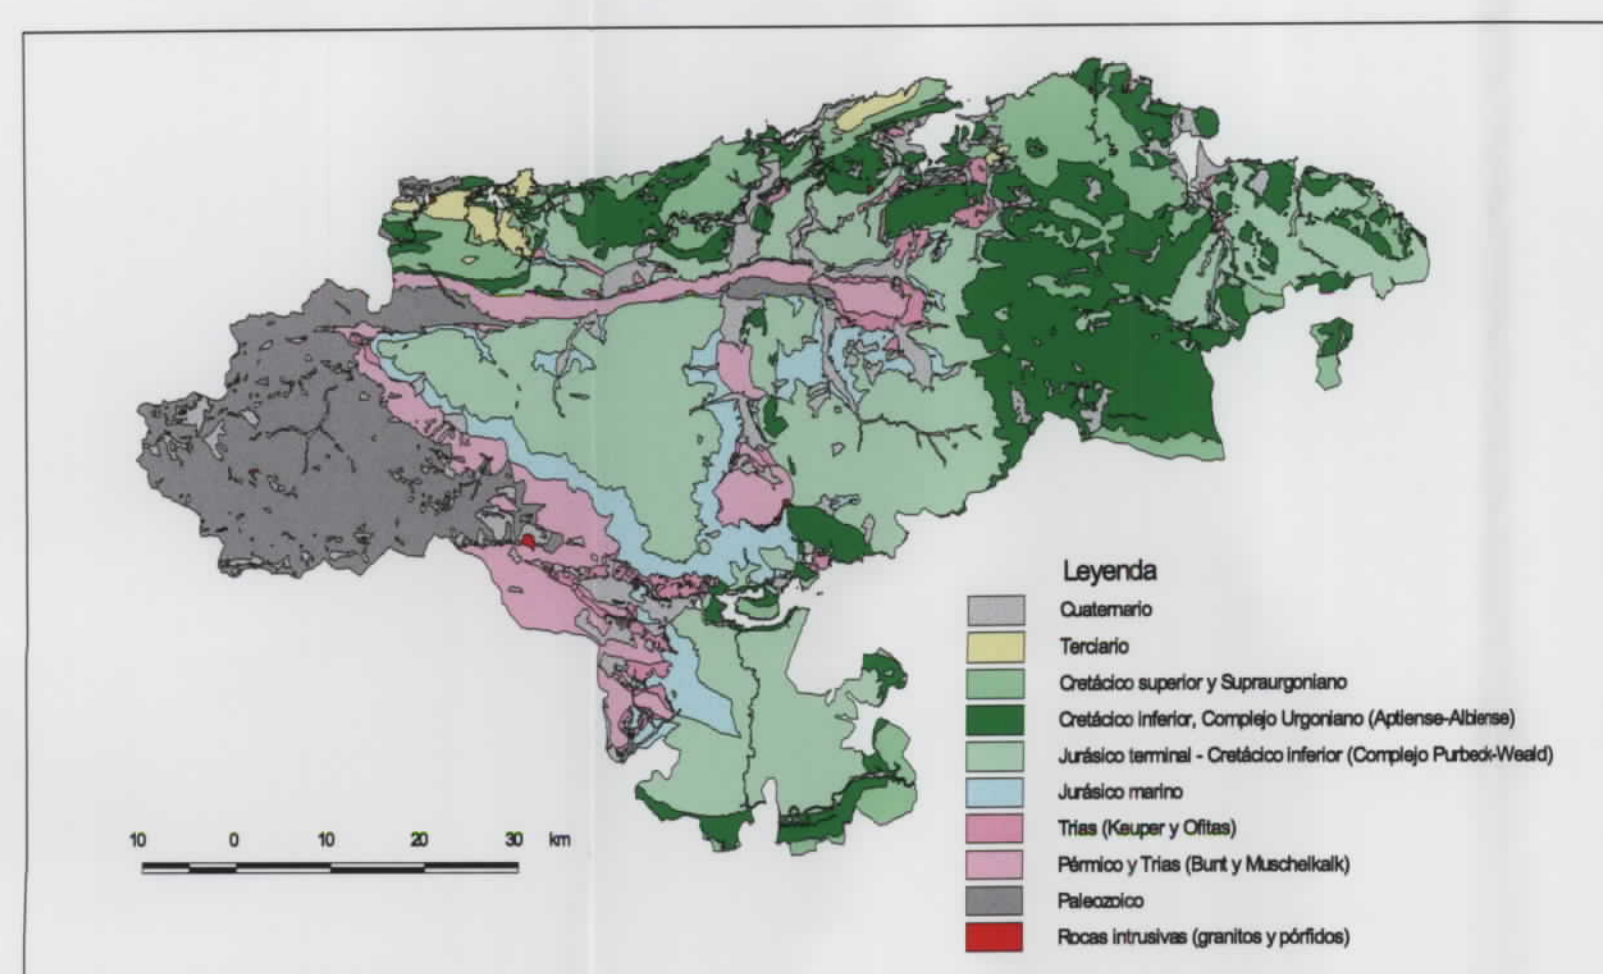 Leyenda
Cuaternario
Terciario
Cretácico superior y Supraurgoniano
Cretácico inferior, Complejo Urgoniano (Aptiense-Albiense)
Jurásico terminal - Cretácico inferior (Complejo Purbeck-Weald)
Jurásico marino
Trias (Keuper y Ofitas)
Pérmico y Trias (Bunt y Muschelkalk)
Paleozoico
Rocas intrusivas (granitos y pórfidos)
10 0 10 20 30 km